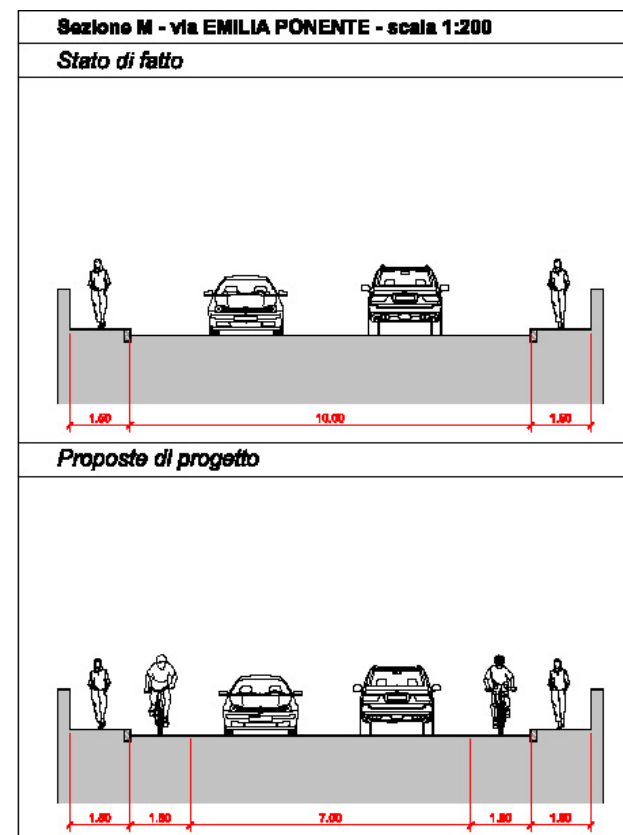 Sezione M - via EMILIA PONENTE - scala 1:200
Stato di fatto
1.50 10.00 1.50
Proposte di progetto
1.50 1.50 7.00 1.50 1.50